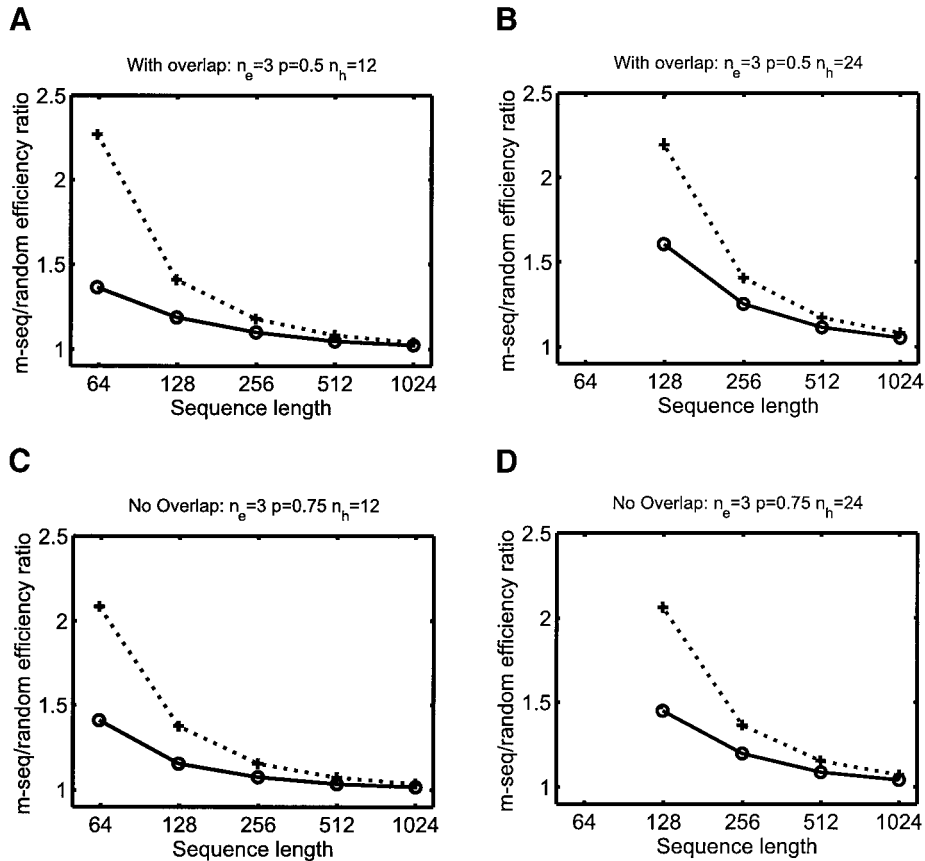 A
With overlap: n_e=3 p=0.5 n_h=12
m-seq/random efficiency ratio
2.5
2
1.5
1
64 128 256 512 1024
Sequence length
B
With overlap: n_e=3 p=0.5 n_h=24
m-seq/random efficiency ratio
2.5
2
1.5
1
64 128 256 512 1024
Sequence length
C
No Overlap: n_e=3 p=0.75 n_h=12
m-seq/random efficiency ratio
2.5
2
1.5
1
64 128 256 512 1024
Sequence length
D
No Overlap: n_e=3 p=0.75 n_h=24
m-seq/random efficiency ratio
2.5
2
1.5
1
64 128 256 512 1024
Sequence length